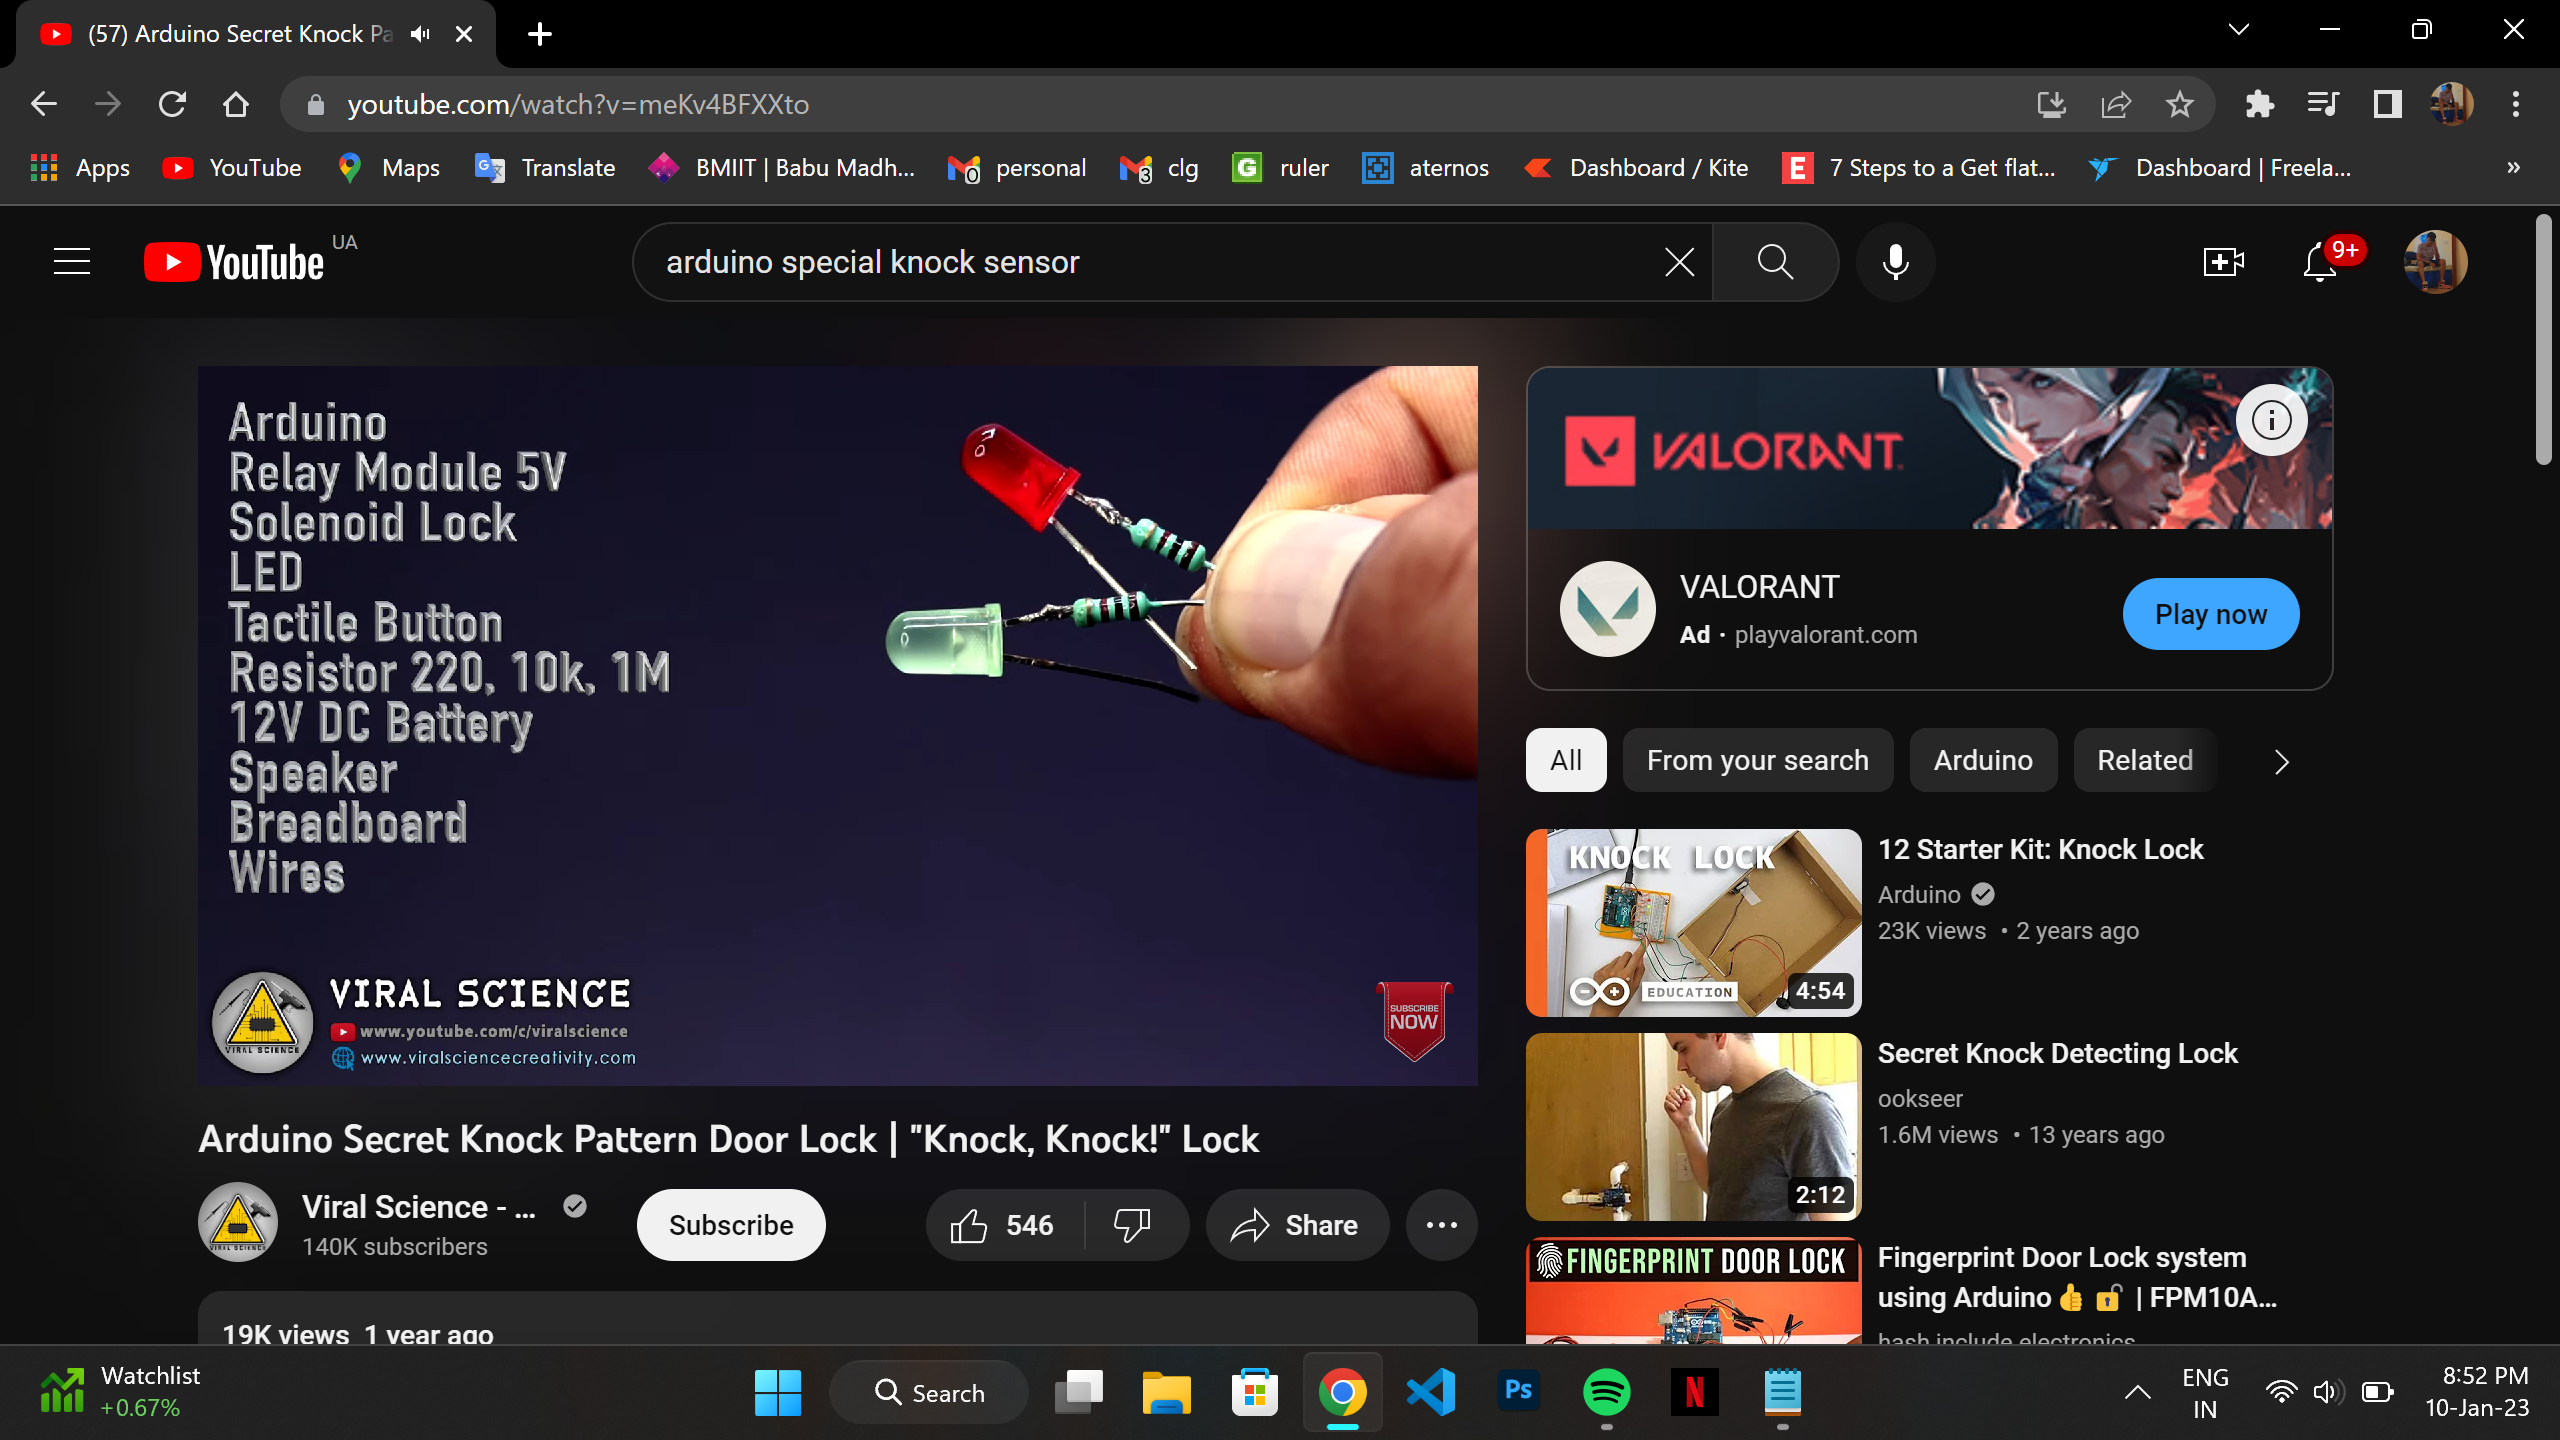 (57) Arduino Secret Knock Pa
youtube.com/watch?v=meKv4BFXXto
Apps
YouTube
Maps
Translate
BMIIT | Babu Madh...
0
personal
3
clg
G
ruler
aternos
Dashboard / Kite
E
7 Steps to a Get flat...
Dashboard | Freela...
»
YouTube UA
arduino special knock sensor
9+
Arduino
Relay Module 5V
Solenoid Lock
LED
Tactile Button
Resistor 220, 10k, 1M
12V DC Battery
Speaker
Breadboard
Wires
VIRAL SCIENCE
VIRAL SCIENCE
www.youtube.com/c/viralscience
www.viralsciencecreativity.com
SUBSCRIBE
NOW
Arduino Secret Knock Pattern Door Lock | "Knock, Knock!" Lock
VIRAL SCIENCE
Viral Science - ...
140K subscribers
Subscribe
546
Share
19K views 1 year ago
VALORANT
VALORANT
Ad • playvalorant.com
Play now
All
From your search
Arduino
Related
KNOCK LOCK
EDUCATION
4:54
12 Starter Kit: Knock Lock
Arduino
23K views • 2 years ago
2:12
Secret Knock Detecting Lock
ookseer
1.6M views • 13 years ago
FINGERPRINT DOOR LOCK
Fingerprint Door Lock system
using Arduino👍 🔓 | FPM10A...
hash include electronics
Watchlist
+0.67%
Search
Ps
N
ENG
IN
8:52 PM
10-Jan-23